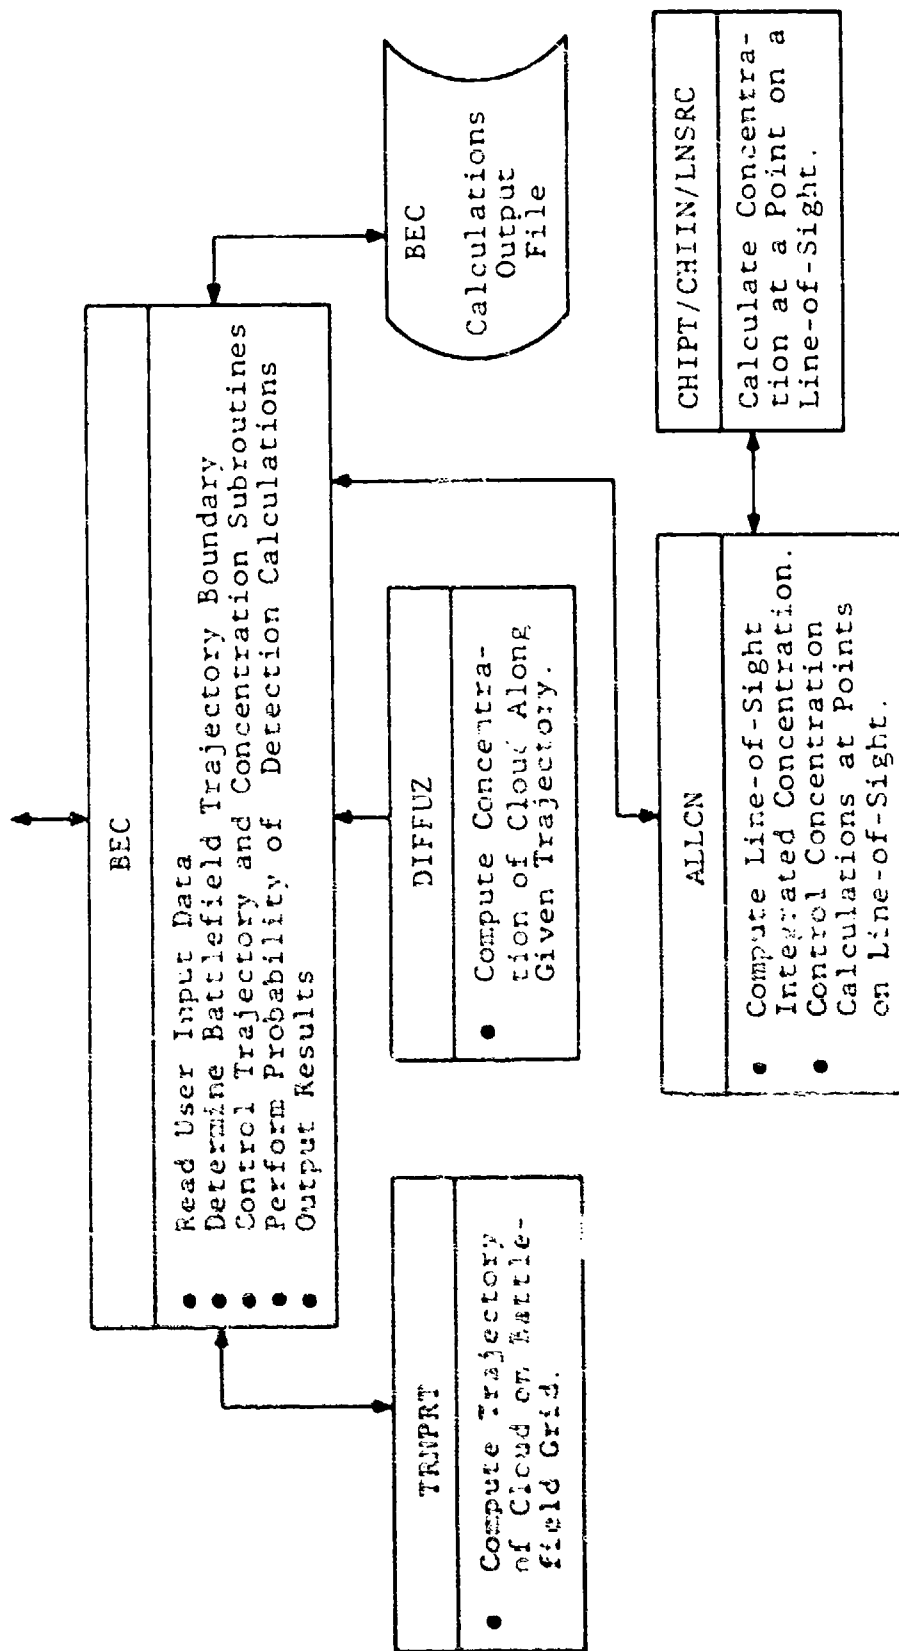 BEC
Read User Input Data
Determine Battlefield Trajectory Boundary
Control Trajectory and Concentration Subroutines
Perform Probability of Detection Calculations
Output Results
TRNPRT
Compute Trajectory
of Cloud on Battle-
field Grid.
DIFFUZ
Compute Concentra-
tion of Cloud Along
Given Trajectory.
BEC
Calculations
Output
File
ALLCN
Compute Line-of-Sight
Integrated Concentration.
Control Concentration
Calculations at Points
on Line-of-Sight.
CHIPT/CHIIN/LNSRC
Calculate Concentra-
tion at a Point on a
Line-of-Sight.